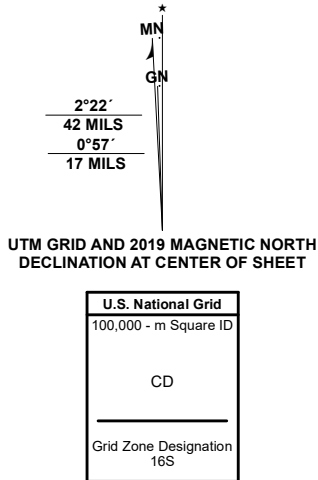 ★
MN
GN
2°22´
42 MILS
0°57´
17 MILS
UTM GRID AND 2019 MAGNETIC NORTH
DECLINATION AT CENTER OF SHEET
U.S. National Grid
100,000 - m Square ID
CD
Grid Zone Designation
16S